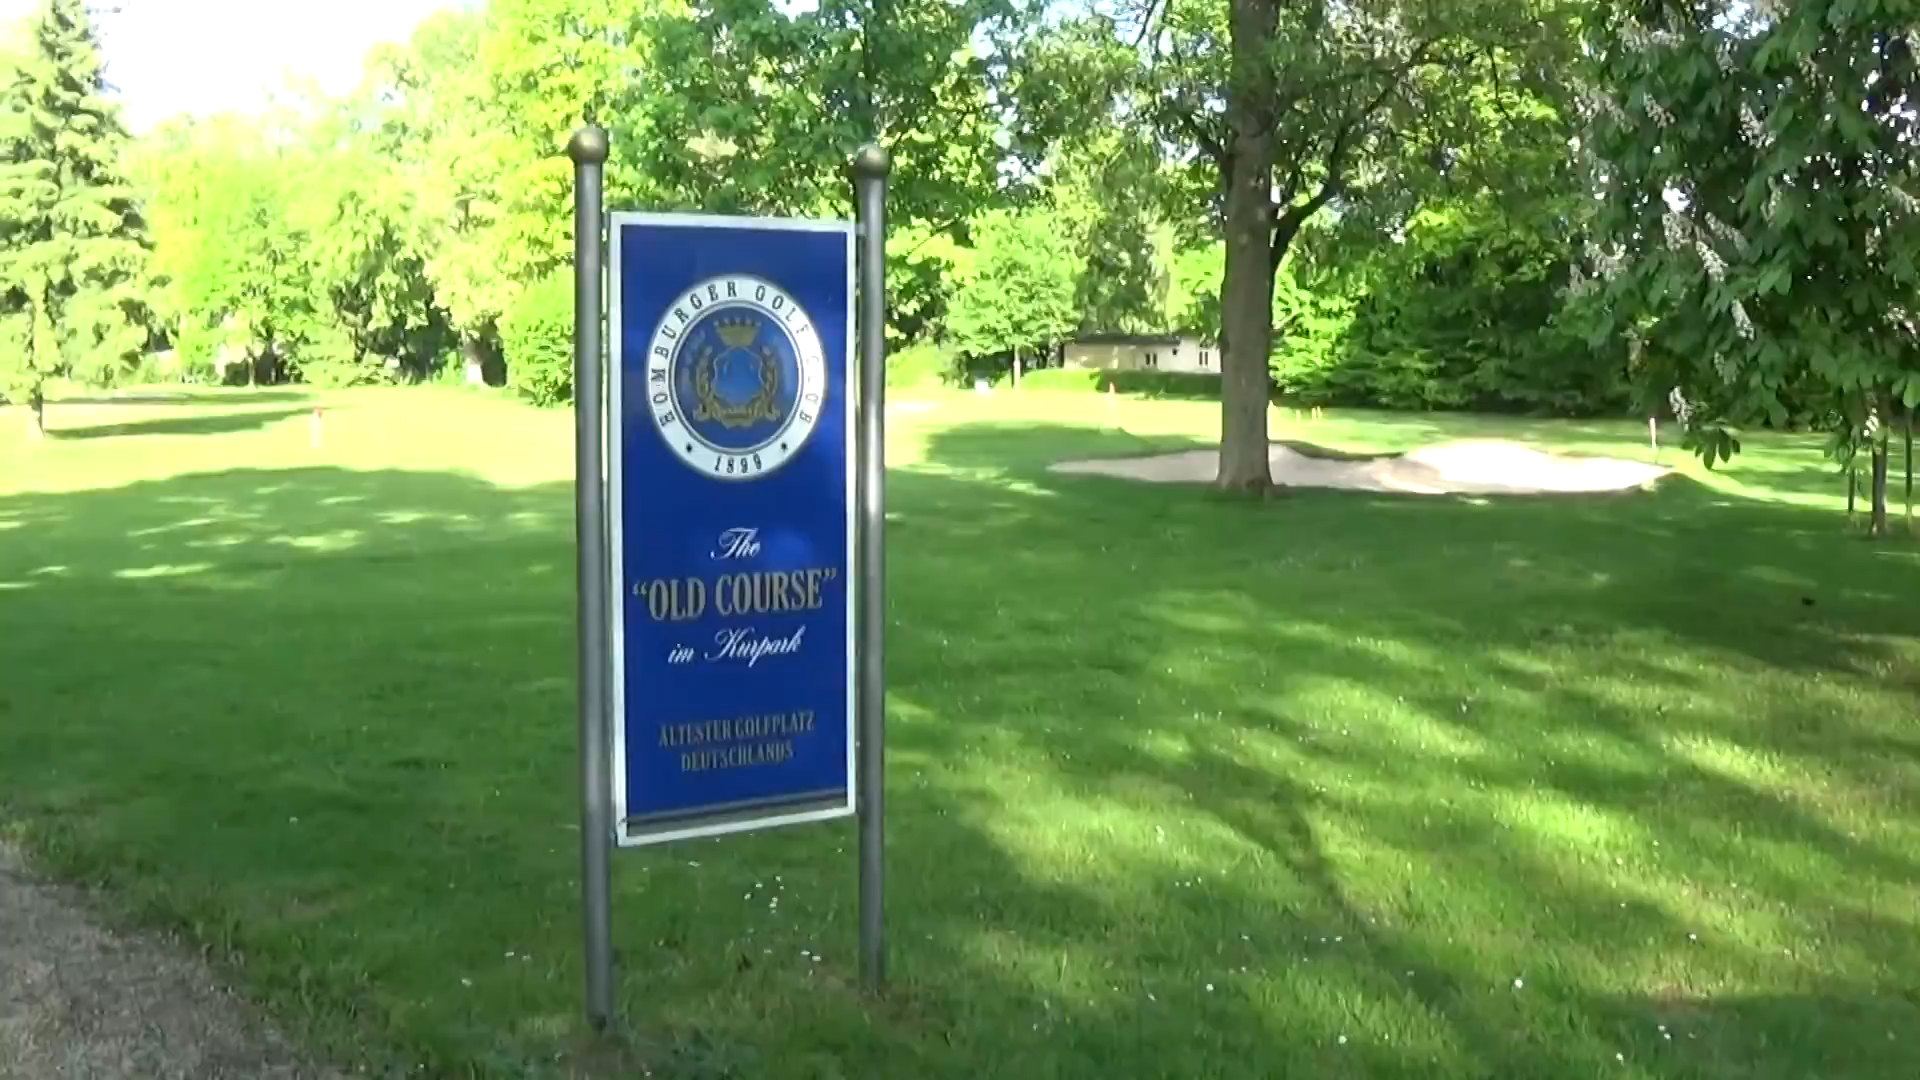 HOMBURGER GOLF CLUB
1899
The
“OLD COURSE”
im Kurpark
ÄLTESTER GOLFPLATZ
DEUTSCHLANDS